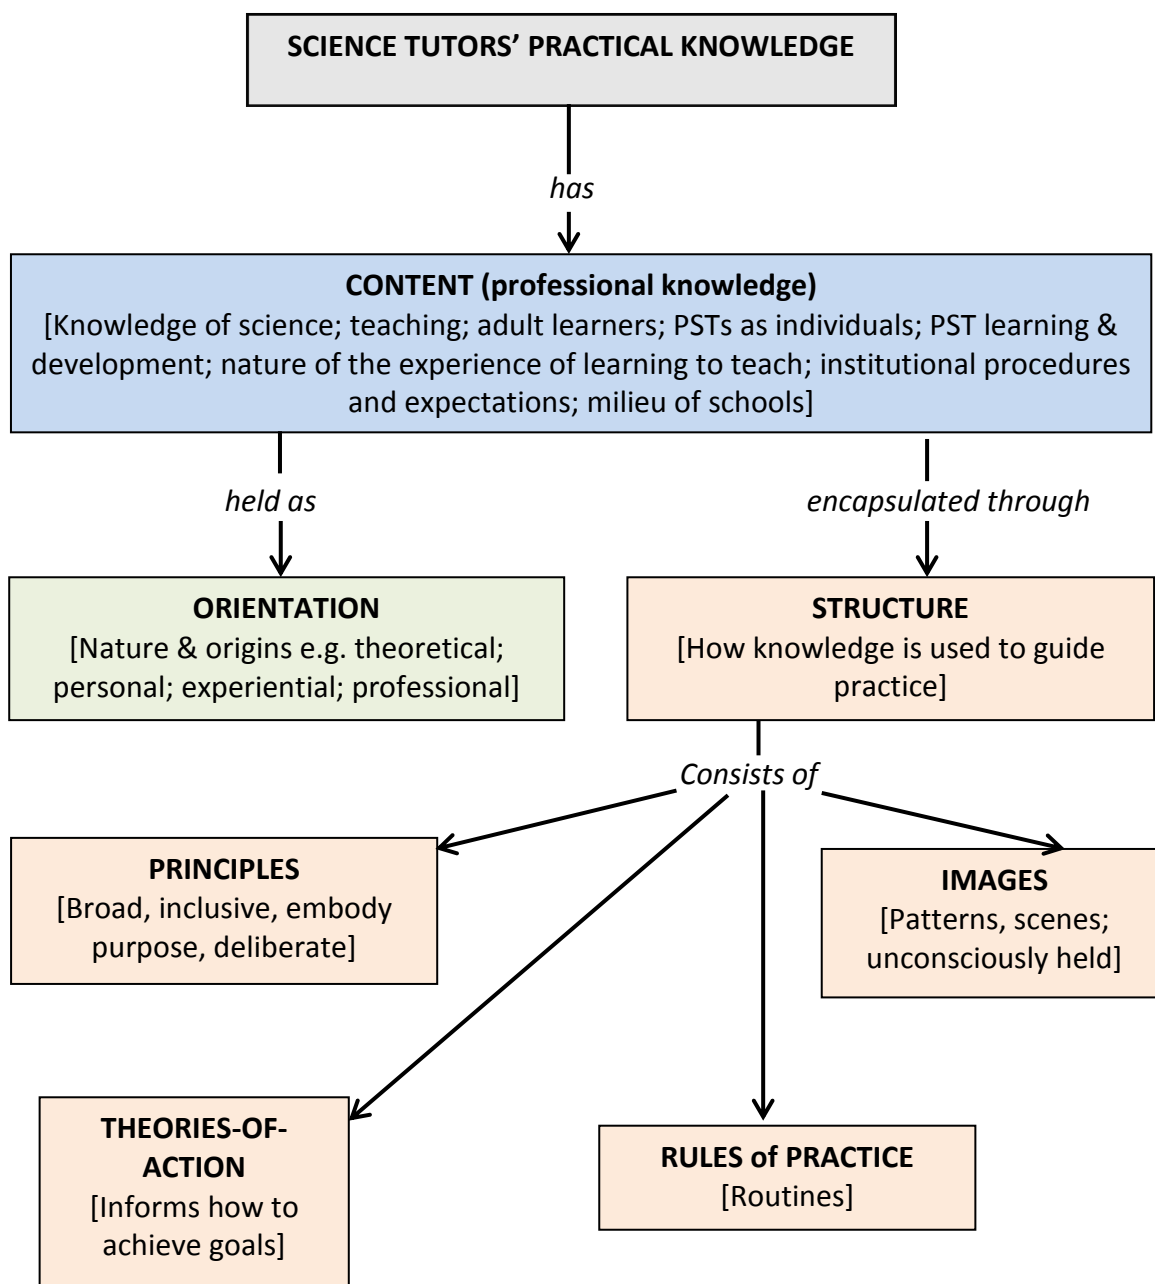 SCIENCE TUTORS’ PRACTICAL KNOWLEDGE
has
CONTENT (professional knowledge)
[Knowledge of science; teaching; adult learners; PSTs as individuals; PST learning &
development; nature of the experience of learning to teach; institutional procedures
and expectations; milieu of schools]
held as
encapsulated through
ORIENTATION
[Nature & origins e.g. theoretical;
personal; experiential; professional]
STRUCTURE
[How knowledge is used to guide
practice]
Consists of
PRINCIPLES
[Broad, inclusive, embody
purpose, deliberate]
IMAGES
[Patterns, scenes;
unconsciously held]
THEORIES-OF-
ACTION
[Informs how to
achieve goals]
RULES of PRACTICE
[Routines]